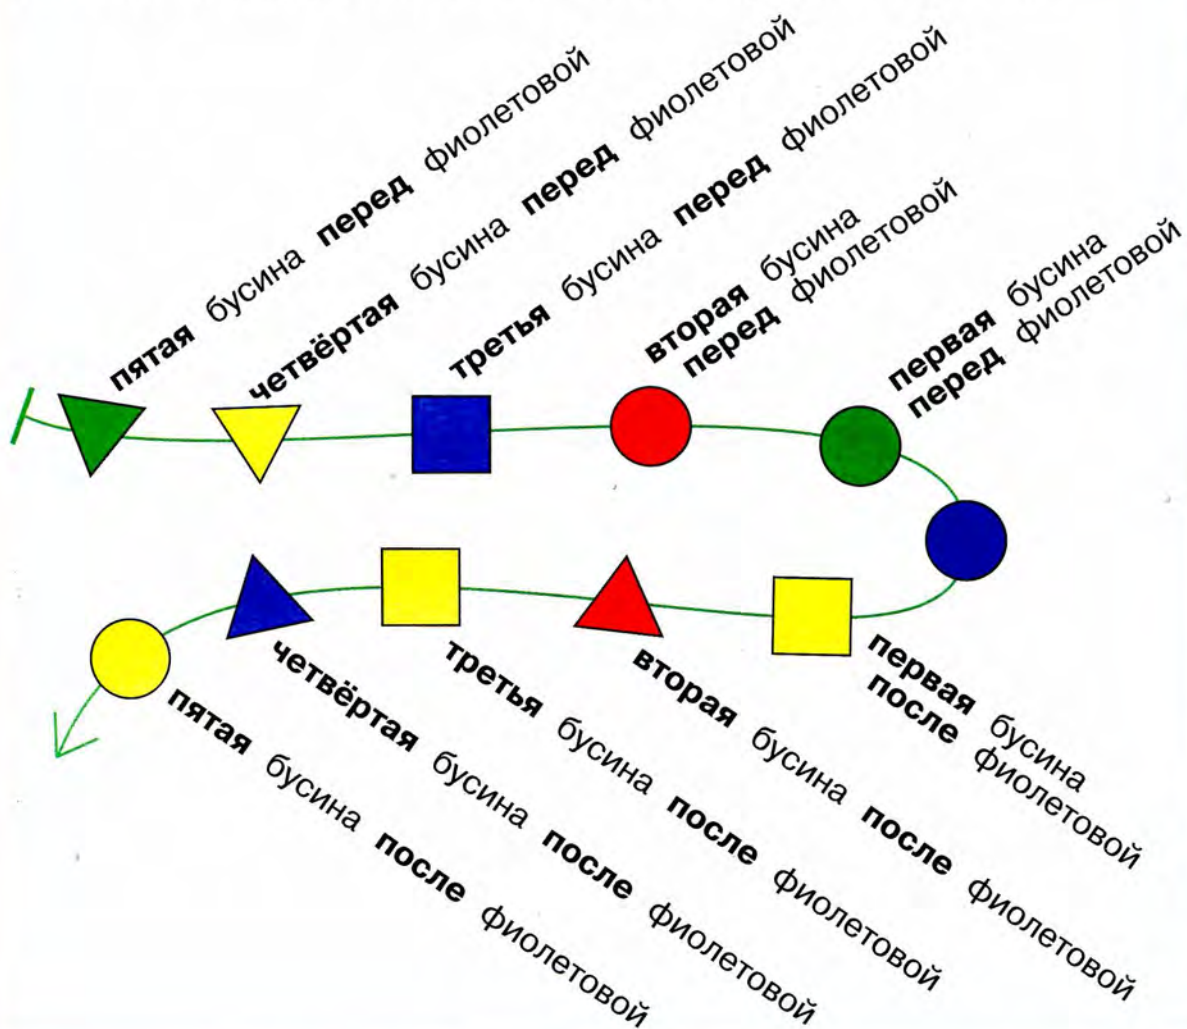 пятая бусина перед фиолетовой
четвёртая бусина перед фиолетовой
третья бусина перед фиолетовой
вторая бусина
перед фиолетовой
первая бусина
перед фиолетовой
первая бусина
после фиолетовой
вторая бусина после фиолетовой
третья бусина после фиолетовой
четвёртая бусина после фиолетовой
пятая бусина после фиолетовой